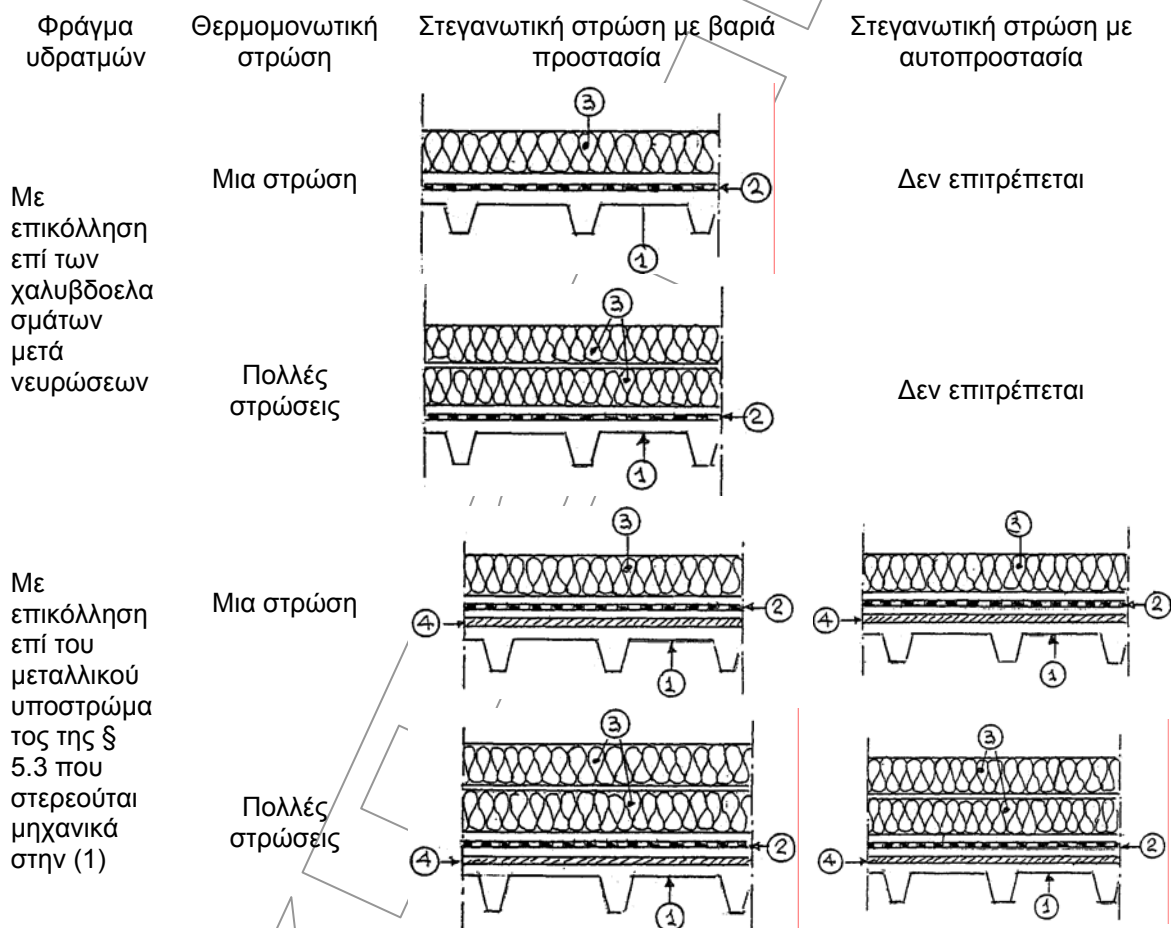 Φράγμα υδρατμών
Θερμομονωτική στρώση
Στεγανωτική στρώση με βαριά προστασία
Στεγανωτική στρώση με αυτοπροστασία
Με
επικόλληση
επί των
χαλυβδοελα
σμάτων
μετά
νευρώσεων
Μια στρώση
3
2
1
Δεν επιτρέπεται
Πολλές
στρώσεις
3
2
1
Δεν επιτρέπεται
Με
επικόλληση
επί του
μεταλλικού
υποστρώμα
τος της §
5.3 που
στερεούται
μηχανικά
στην (1)
Μια στρώση
3
2
4
1
3
2
4
1
Πολλές
στρώσεις
3
2
4
1
3
2
4
1